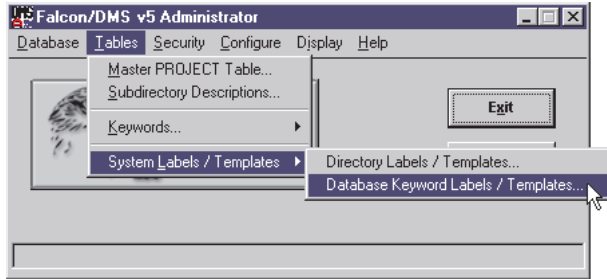 Falcon/DMS v5 Administrator
Database Tables Security Configure Display Help
Master PROJECT Table...
Subdirectory Descriptions...
Exit
Keywords...
System Labels / Templates
Directory Labels / Templates...
Database Keyword Labels / Templates...